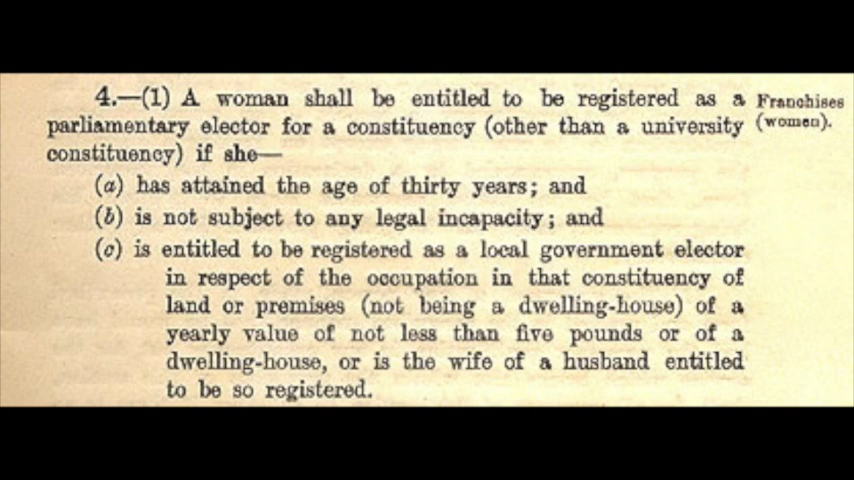 4.—(1) A woman shall be entitled to be registered as a
parliamentary elector for a constituency (other than a university
constituency) if she—
(a) has attained the age of thirty years; and
(b) is not subject to any legal incapacity; and
(c) is entitled to be registered as a local government elector
in respect of the occupation in that constituency of
land or premises (not being a dwelling-house) of a
yearly value of not less than five pounds or of a
dwelling-house, or is the wife of a husband entitled
to be so registered.
Franchises
(women).